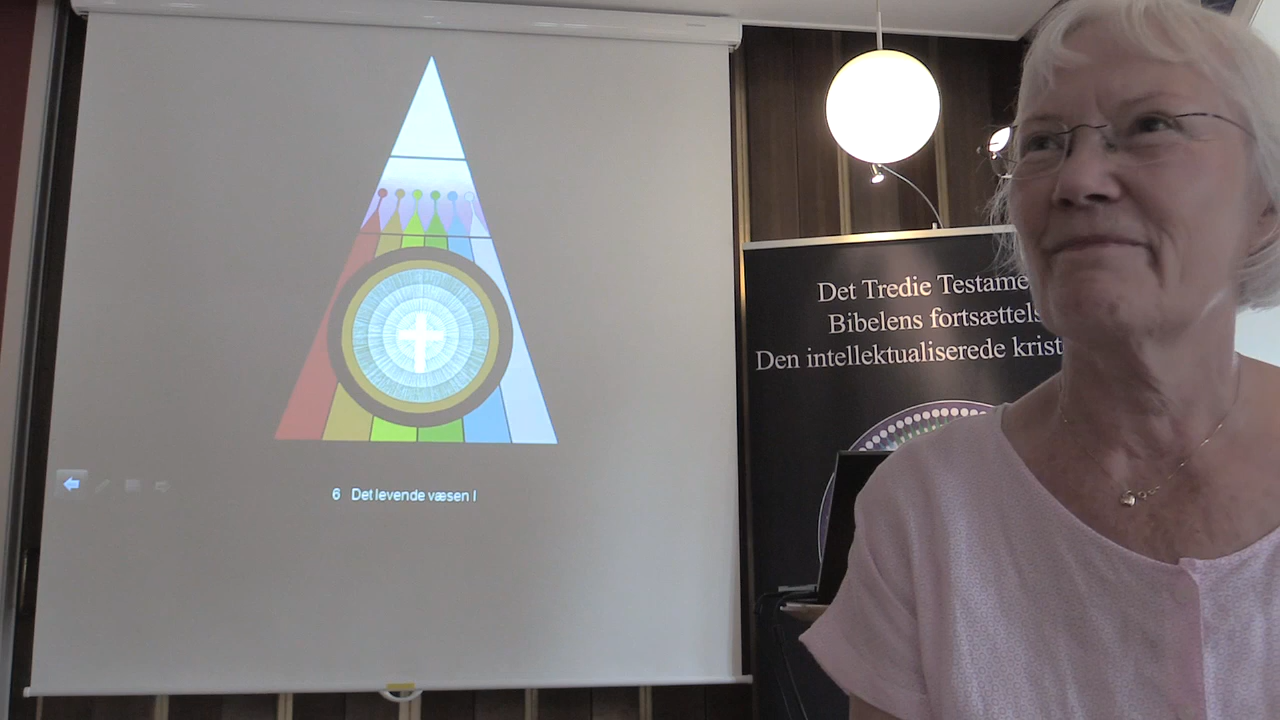 6 Det levende væsen I
Det Tredie Testame
Bibelens fortsættels
Den intellektualiserede krist